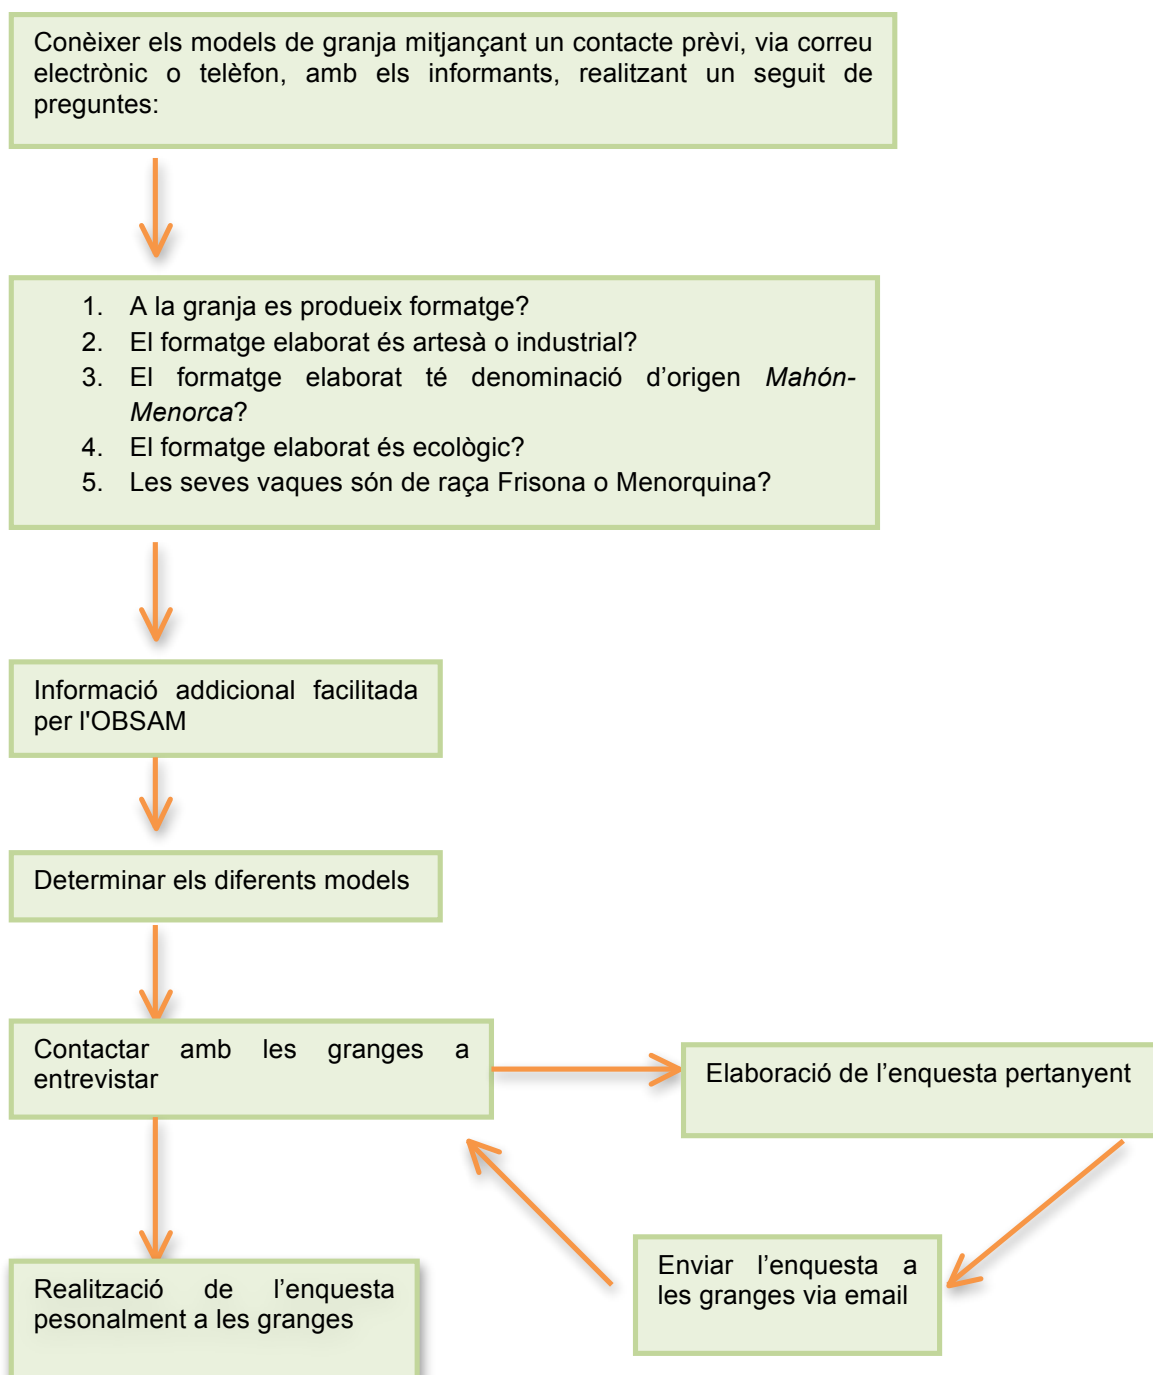 Conèixer els models de granja mitjançant un contacte prèvi, via correu
electrònic o telèfon, amb els informants, realitzant un seguit de
preguntes:
1. A la granja es produeix formatge?
2. El formatge elaborat és artesà o industrial?
3. El formatge elaborat té denominació d’origen Mahón-
Menorca?
4. El formatge elaborat és ecològic?
5. Les seves vaques són de raça Frisona o Menorquina?
Informació addicional facilitada
per l'OBSAM
Determinar els diferents models
Contactar amb les granges a
entrevistar
Elaboració de l’enquesta pertanyent
Enviar l’enquesta a
les granges via email
Realització de l’enquesta
pesonalment a les granges